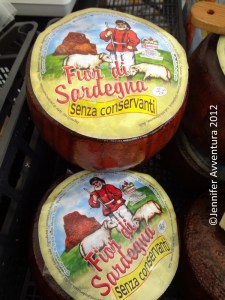 Fior di
Sardegna
Senza conservanti
Fior di
Sardegna
Senza conservanti
©Jennifer Avventura 2012